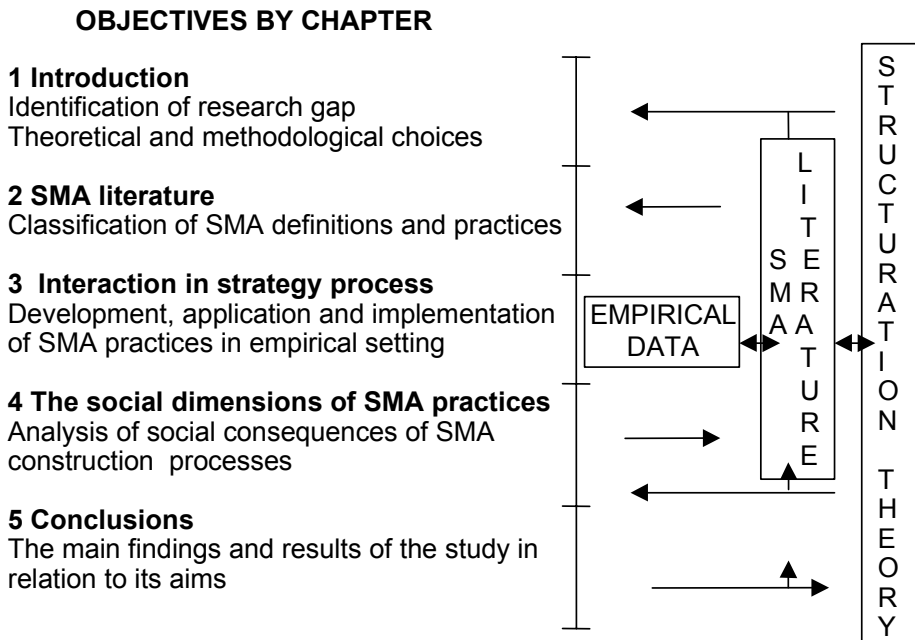 OBJECTIVES BY CHAPTER
1 Introduction
Identification of research gap
Theoretical and methodological choices
2 SMA literature
Classification of SMA definitions and practices
3 Interaction in strategy process
Development, application and implementation
of SMA practices in empirical setting
4 The social dimensions of SMA practices
Analysis of social consequences of SMA
construction processes
5 Conclusions
The main findings and results of the study in
relation to its aims
EMPIRICAL
DATA
SMA
LITERATURE
STRUCTURATION THEORY